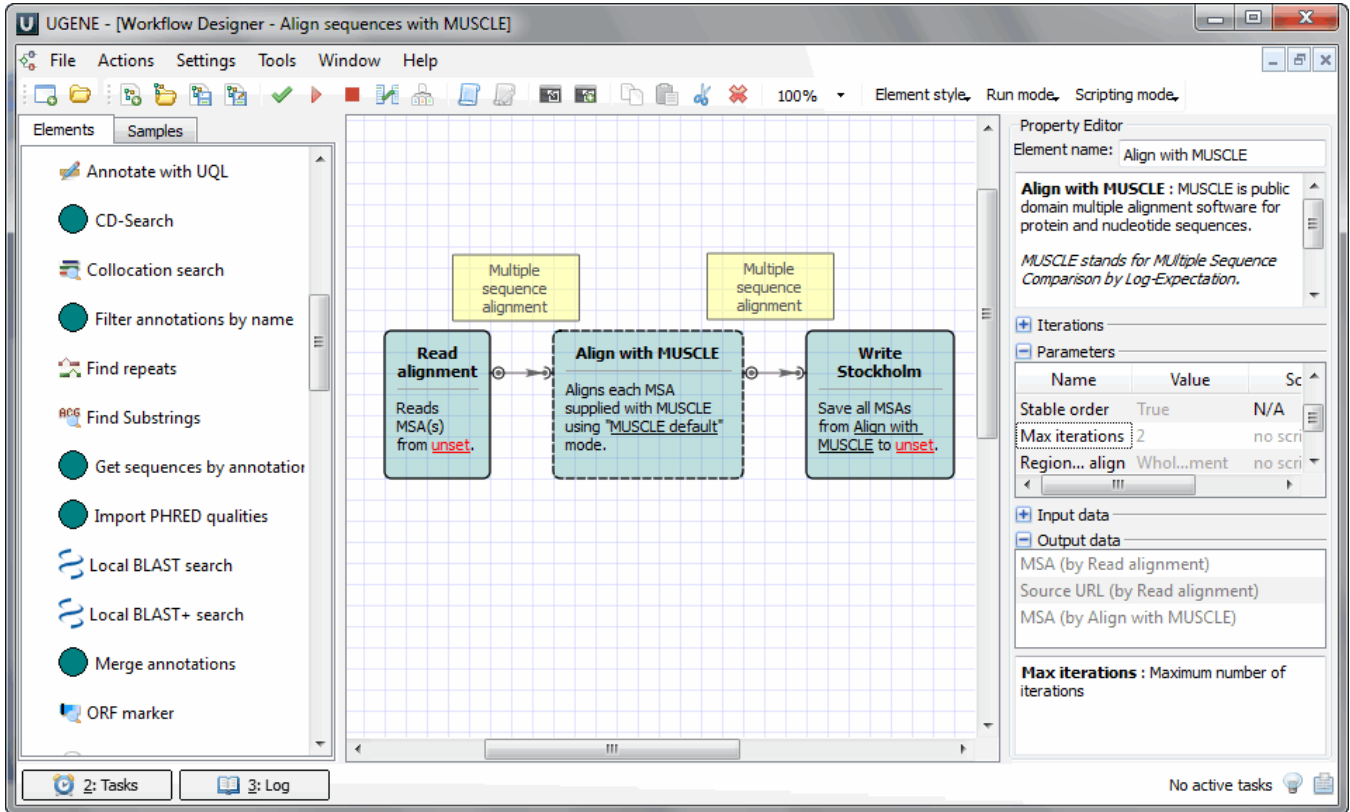 UGENE - [Workflow Designer - Align sequences with MUSCLE]
File Actions Settings Tools Window Help
100% Element style Run mode Scripting mode
Elements
Samples
Annotate with UQL
CD-Search
Collocation search
Filter annotations by name
Find repeats
ACG
Find Substrings
Get sequences by annotation
Import PHRED qualities
Local BLAST search
Local BLAST+ search
Merge annotations
ORF marker
Multiple
sequence
alignment
Multiple
sequence
alignment
Read
alignment
Reads
MSA(s)
from unset.
Align with MUSCLE
Aligns each MSA
supplied with MUSCLE
using "MUSCLE default"
mode.
Write
Stockholm
Save all MSAs
from Align with
MUSCLE to unset.
Property Editor
Element name: Align with MUSCLE
Align with MUSCLE : MUSCLE is public
domain multiple alignment software for
protein and nucleotide sequences.
MUSCLE stands for MUltiple Sequence
Comparison by Log-Expectation.
Iterations
Parameters
Name Value Sc
Stable order True N/A
Max iterations 2 no scri
Region... align Whol...ment no scri
Input data
Output data
MSA (by Read alignment)
Source URL (by Read alignment)
MSA (by Align with MUSCLE)
Max iterations : Maximum number of
iterations
2: Tasks
3: Log
No active tasks